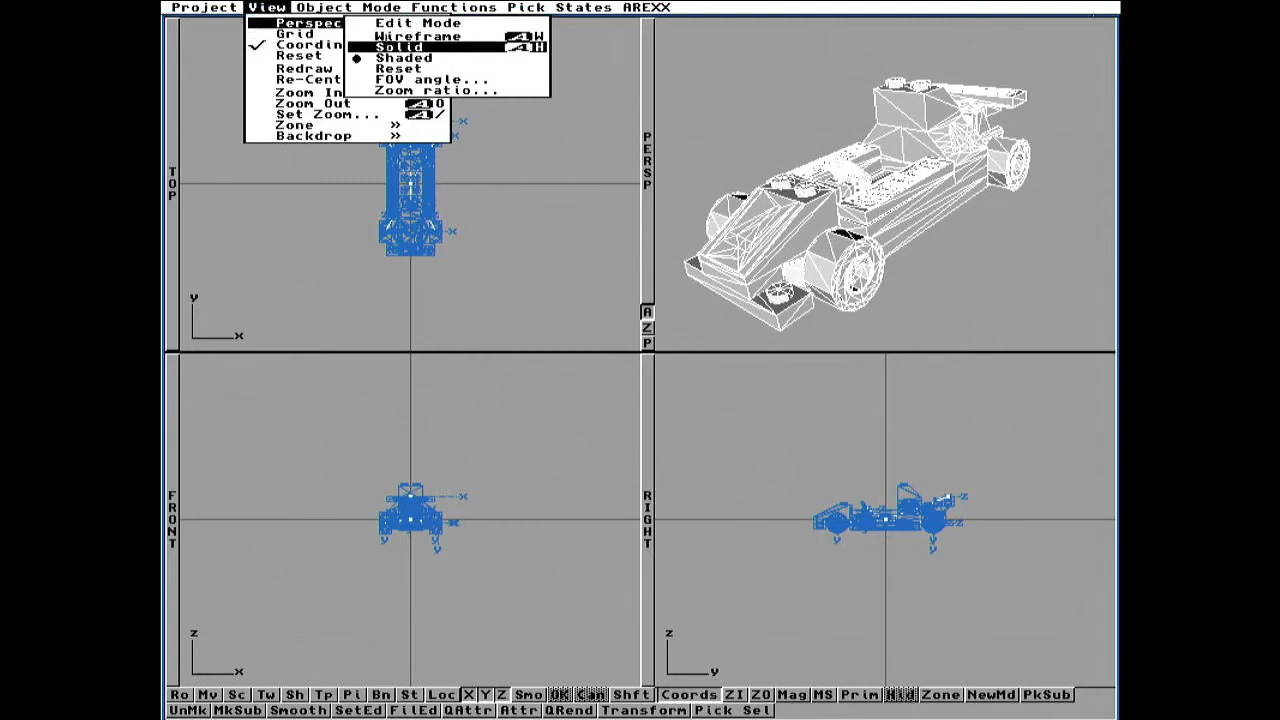 Project View Object Mode Functions Pick States AREXX
Perspec
Grid
Coordin
Reset
Redraw
Re-Cent
Zoom In
Zoom Out O
Set Zoom... /
Zone »
Backdrop »
Edit Mode
Wireframe W
Solid H
Shaded
Reset
FOV angle...
Zoom ratio...
TOP
y
x
x
x
x
PERSP
A
Z
P
FRONT
z
x
x
x
y
y
RIGHT
z
y
z
z
y
y
y
Ro Mv Sc Tw Sh Tp Pi Bn St Loc X Y Z Smo OK Can Shft Coords ZI ZO Mag MS Prim Hid Zone NewMd PkSub
UnMk MkSub Smooth SetEd FilEd QAttr Attr QRend Transform Pick Sel